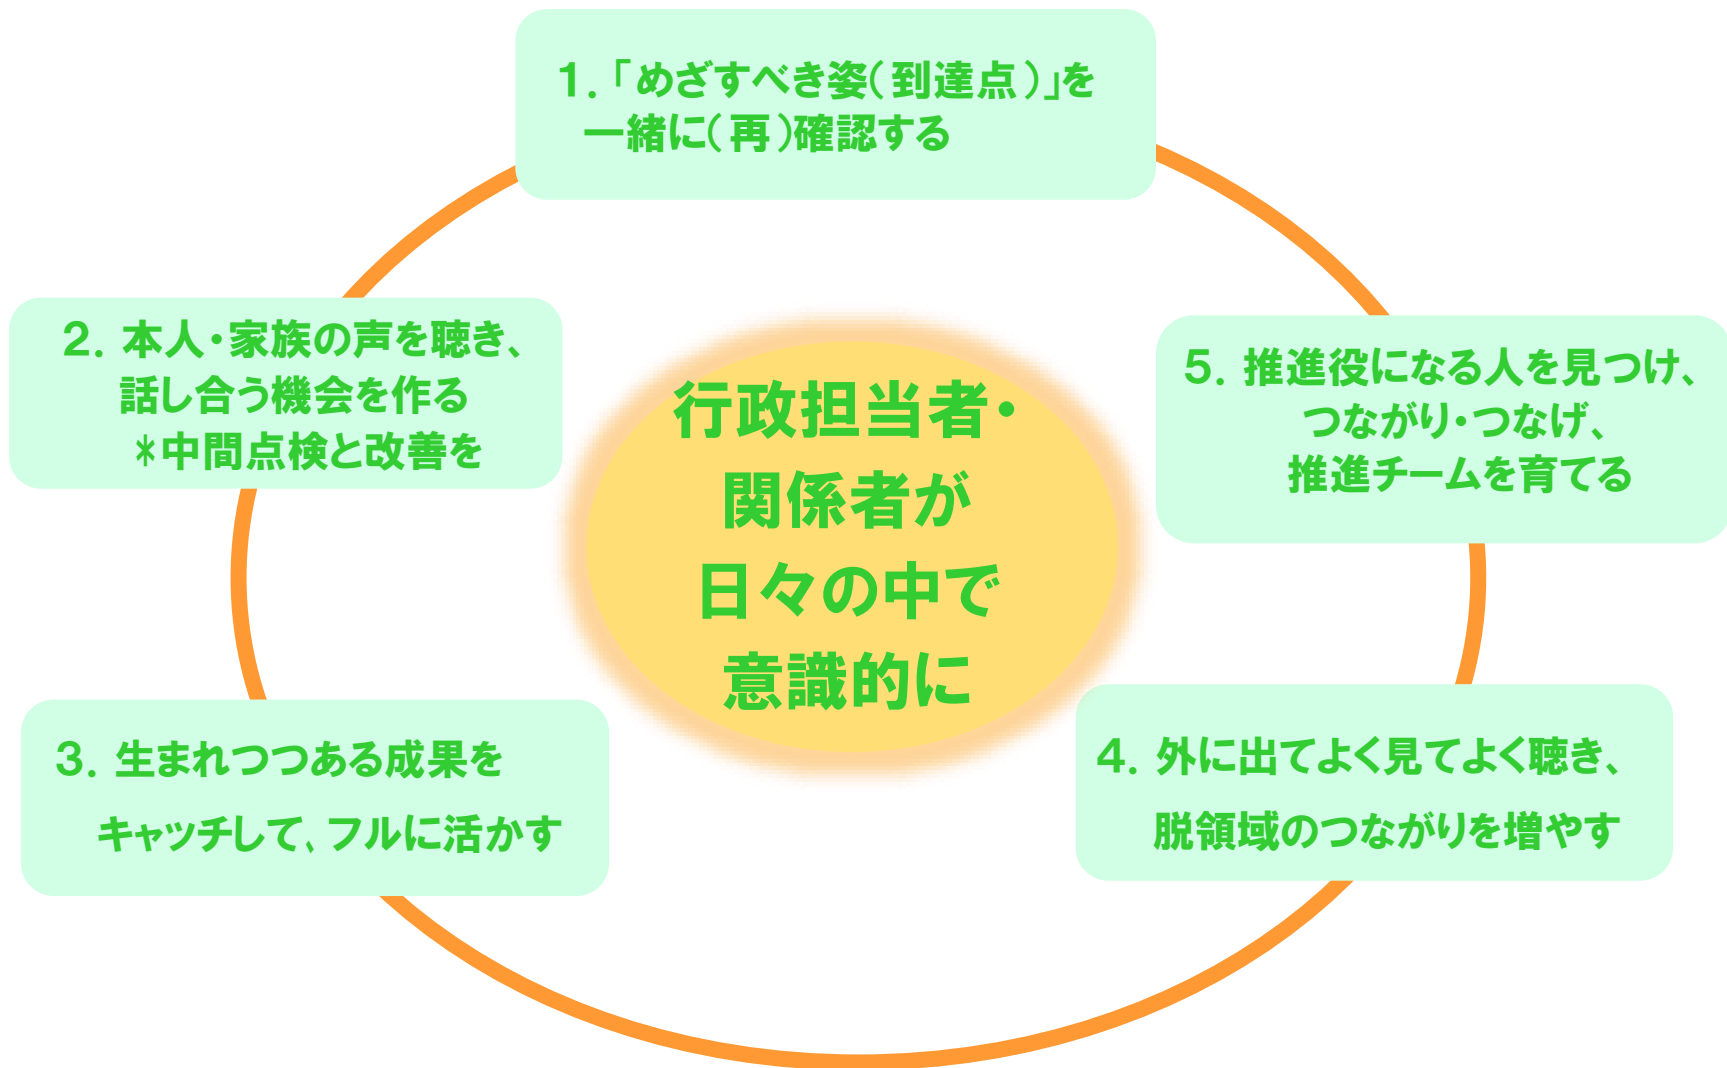 1.「めざすべき姿(到達点)」を
一緒に(再)確認する
2. 本人・家族の声を聴き、
話し合う機会を作る
*中間点検と改善を
3. 生まれつつある成果を
キャッチして、フルに活かす
4. 外に出てよく見てよく聴き、
脱領域のつながりを増やす
5. 推進役になる人を見つけ、
つながり・つなげ、
推進チームを育てる
行政担当者・
関係者が
日々の中で
意識的に